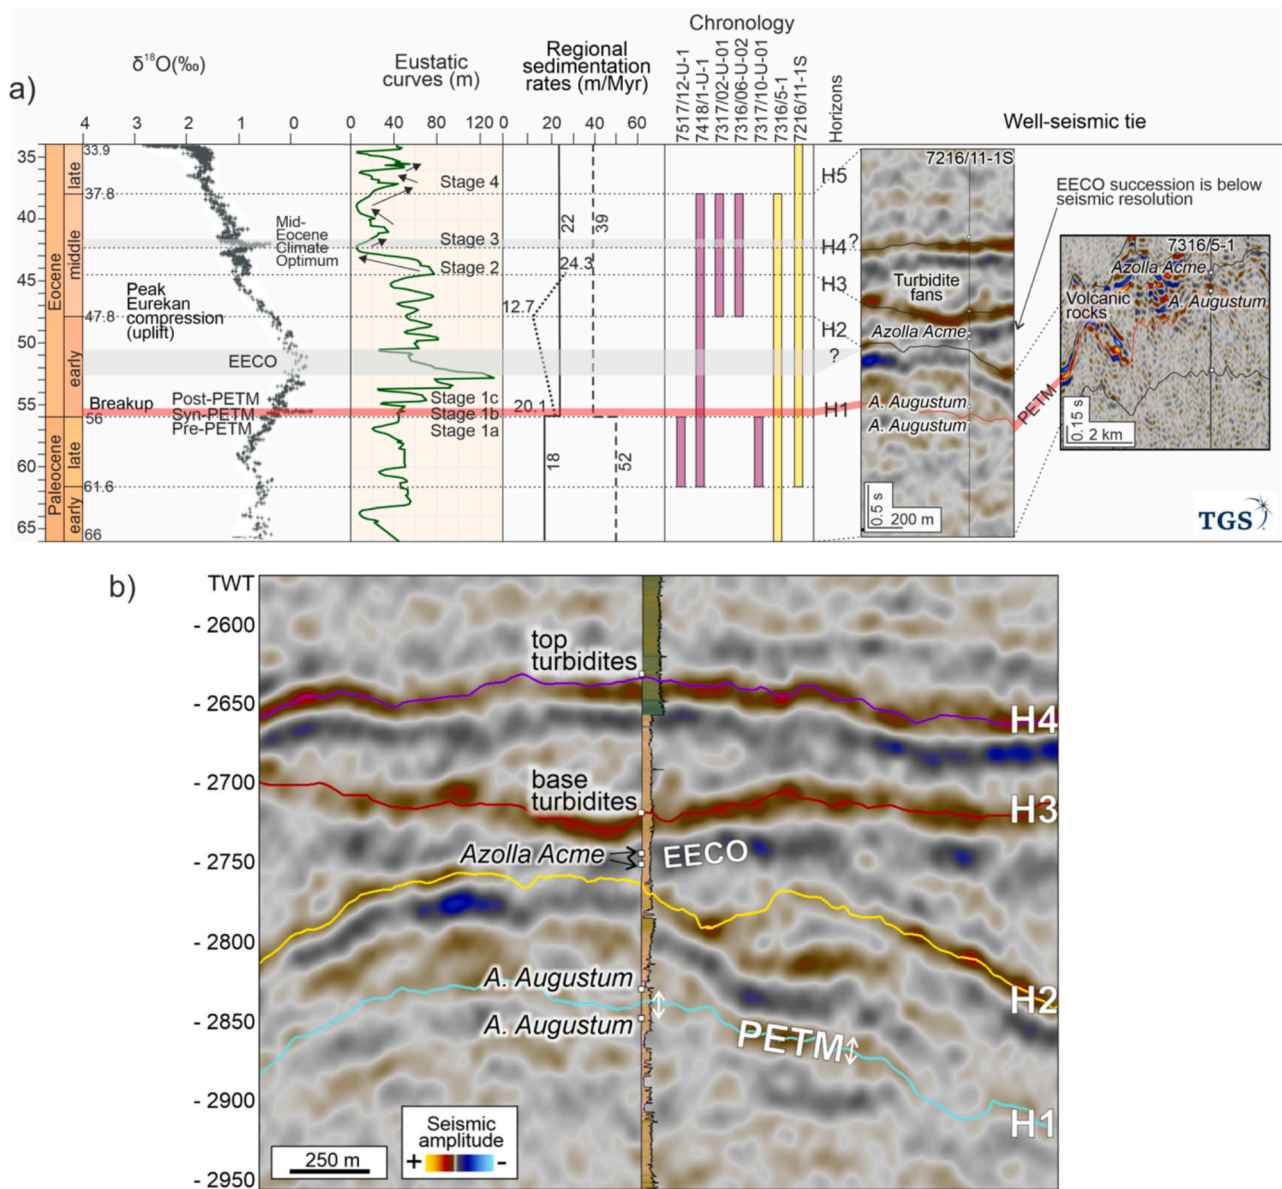 a)
δ¹⁸O(‰)
Eustatic
curves (m)
Regional
sedimentation
rates (m/Myr)
Chronology
7517/12-U-1
7418/1-U-1
7317/02-U-01
7316/06-U-02
7317/10-U-01
7316/5-1
7216/11-1S
Horizons
Well-seismic tie
4 3 2 1 0
0 40 80 120
0 20 40 60
35
40
45
50
55
60
65
Eocene
late
middle
early
Paleocene
late
early
33.9
37.8
47.8
56
61.6
66
Mid-
Eocene
Climate
Optimum
Peak
Eurekan
compression
(uplift)
EECO
Breakup
Post-PETM
Syn-PETM
Pre-PETM
Stage 4
Stage 3
Stage 2
Stage 1c
Stage 1b
Stage 1a
22
39
24.3
12.7
20.1
18
52
H5
H4
?
H3
H2
?
H1
7216/11-1S
Turbidite
fans
Azolla Acme
A. Augustum
A. Augustum
0.5 s
200 m
EECO succession is below
seismic resolution
7316/5-1
Azolla Acme
A. Augustum
Volcanic
rocks
PETM
0.15 s
2 km
TGS
b)
TWT
- 2600
- 2650
- 2700
- 2750
- 2800
- 2850
- 2900
- 2950
top
turbidites
H4
base
turbidites
H3
Azolla Acme
EECO
A. Augustum
H2
A. Augustum
PETM
H1
250 m
Seismic
amplitude
+ -